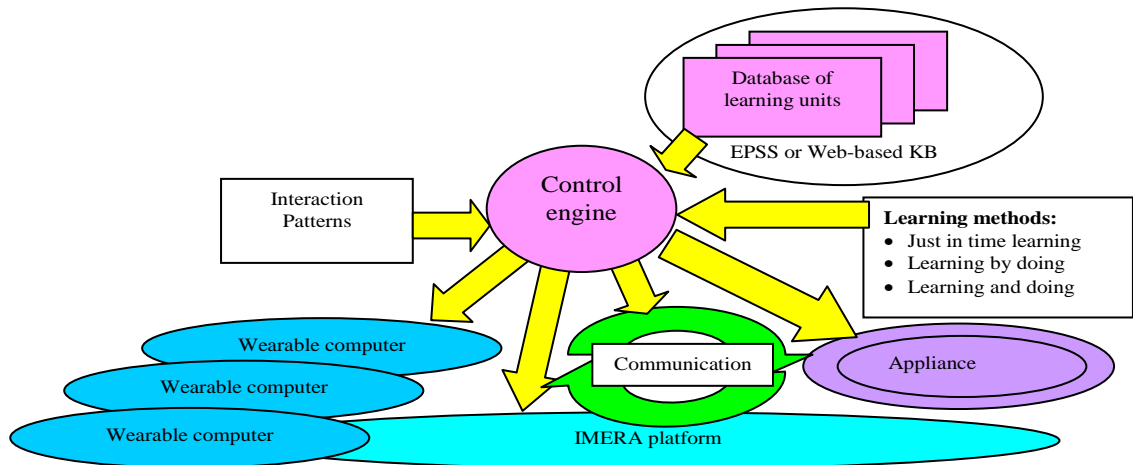 Database of
learning units
EPSS or Web-based KB
Control
engine
Interaction
Patterns
Learning methods:
• Just in time learning
• Learning by doing
• Learning and doing
Wearable computer
Communication
Appliance
Wearable computer
Wearable computer
IMERA platform